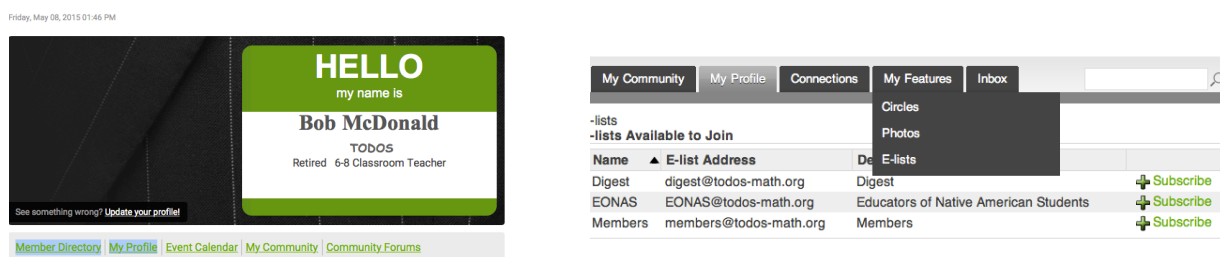 Friday, May 08, 2015 01:46 PM
HELLO
my name is
Bob McDonald
TODOS
Retired 6-8 Classroom Teacher
See something wrong? Update your profile!
Member Directory | My Profile | Event Calendar | My Community | Community Forums
My Community My Profile Connections My Features Inbox
Circles
Photos
E-lists
-lists
-lists Available to Join
Name E-list Address De
Digest digest@todos-math.org Digest Subscribe
EONAS EONAS@todos-math.org Educators of Native American Students Subscribe
Members members@todos-math.org Members Subscribe